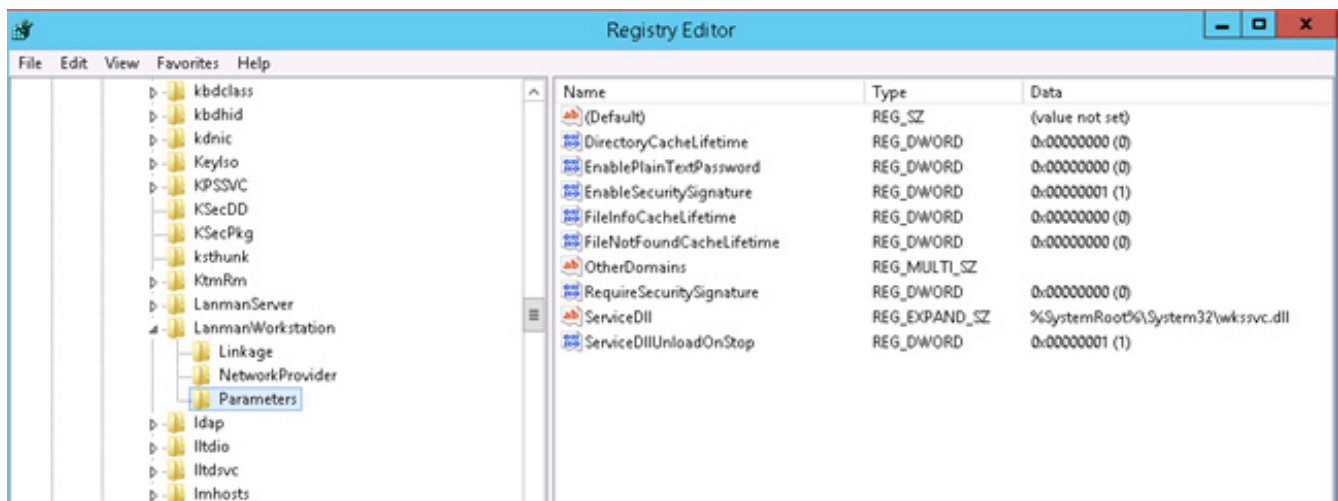 Registry Editor
File Edit View Favorites Help
kbdclass
kbdhid
kdnic
KeyIso
KPSSVC
KSecDD
KSecPkg
ksthunk
KtmRm
LanmanServer
LanmanWorkstation
Linkage
NetworkProvider
Parameters
ldap
lltdio
lltdsvc
lmhosts
Name Type Data
(Default) REG_SZ (value not set)
DirectoryCacheLifetime REG_DWORD 0x00000000 (0)
EnablePlainTextPassword REG_DWORD 0x00000000 (0)
EnableSecuritySignature REG_DWORD 0x00000001 (1)
FileInfoCacheLifetime REG_DWORD 0x00000000 (0)
FileNotFoundCacheLifetime REG_DWORD 0x00000000 (0)
OtherDomains REG_MULTI_SZ
RequireSecuritySignature REG_DWORD 0x00000000 (0)
ServiceDll REG_EXPAND_SZ %SystemRoot%\System32\wkssvc.dll
ServiceDllUnloadOnStop REG_DWORD 0x00000001 (1)